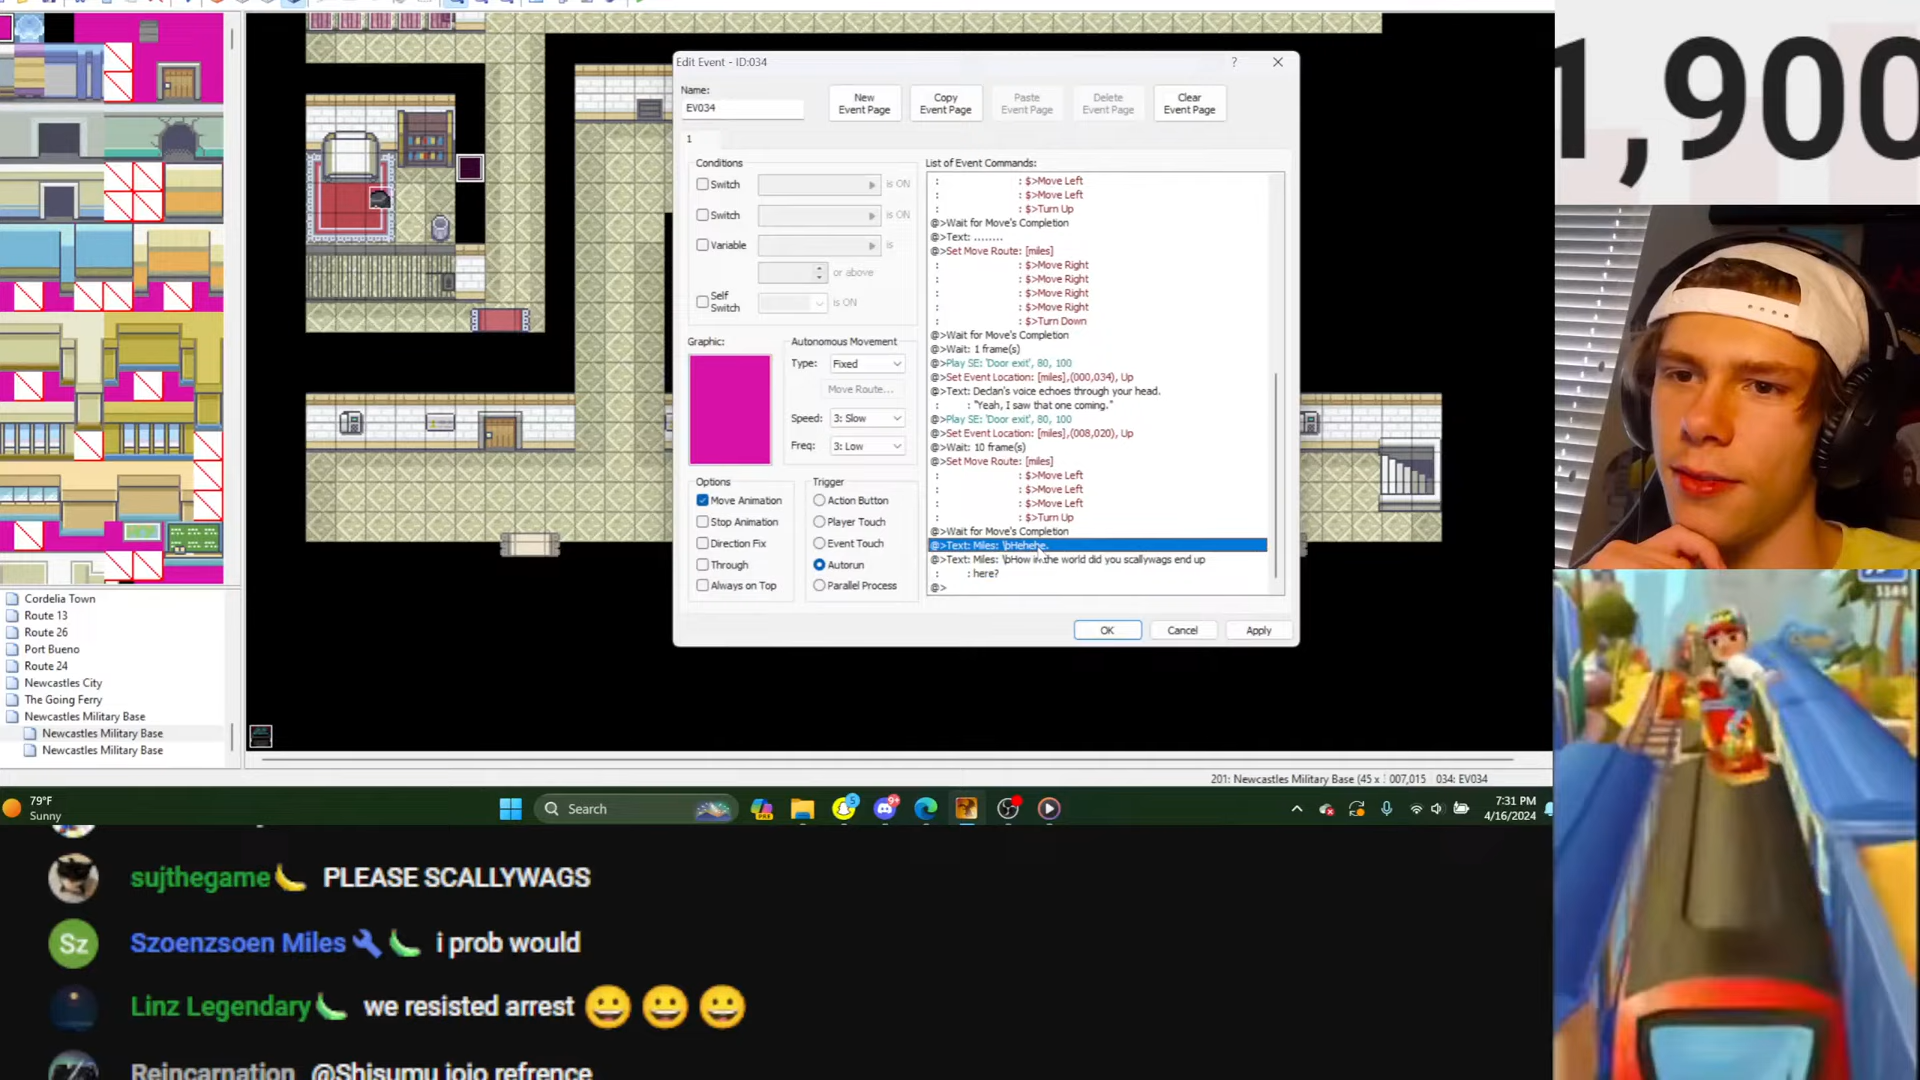 Edit Event - ID:034
?
Name:
EV034
New Event Page
Copy Event Page
Paste Event Page
Delete Event Page
Clear Event Page
1
Conditions
Switch
is ON
Switch
is ON
Variable
is
or above
Self Switch
is ON
Graphic:
Autonomous Movement
Type:
Fixed
Move Route...
Speed:
3: Slow
Freq:
3: Low
Options
Move Animation
Stop Animation
Direction Fix
Through
Always on Top
Trigger
Action Button
Player Touch
Event Touch
Autorun
Parallel Process
List of Event Commands:
: : $>Move Left
: : $>Move Left
: : $>Turn Up
@>Wait for Move's Completion
@>Text: ........
@>Set Move Route: [miles]
: : $>Move Right
: : $>Move Right
: : $>Move Right
: : $>Move Right
: : $>Turn Down
@>Wait for Move's Completion
@>Wait: 1 frame(s)
@>Play SE: 'Door exit', 80, 100
@>Set Event Location: [miles],(000,034), Up
@>Text: Declan's voice echoes through your head.
: : "Yeah, I saw that one coming."
@>Play SE: 'Door exit', 80, 100
@>Set Event Location: [miles],(008,020), Up
@>Wait: 10 frame(s)
@>Set Move Route: [miles]
: : $>Move Left
: : $>Move Left
: : $>Move Left
: : $>Turn Up
@>Wait for Move's Completion
@>Text: Miles: \bHehehe.
@>Text: Miles: \bHow in the world did you scallywags end up
: : here?
@>
OK
Cancel
Apply
1,900
Cordelia Town
Route 13
Route 26
Port Bueno
Route 24
Newcastles City
The Going Ferry
Newcastles Military Base
Newcastles Military Base
Newcastles Military Base
201: Newcastles Military Base (45 x
007,015
034: EV034
79°F
Sunny
Search
7:31 PM
4/16/2024
sujthegame PLEASE SCALLYWAGS
Sz
Szoenzsoen Miles i prob would
Linz Legendary we resisted arrest
Reincarnation @Shisumu jojo refrence